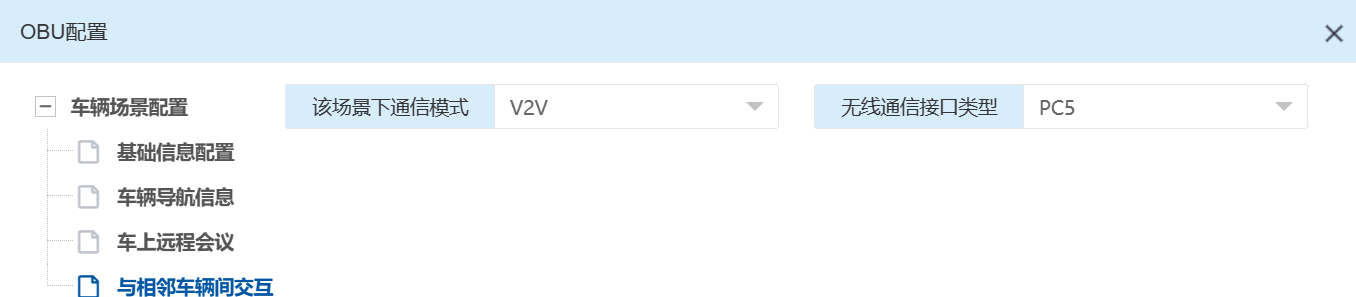 OBU配置
车辆场景配置
该场景下通信模式 V2V 无线通信接口类型 PC5
基础信息配置
车辆导航信息
车上远程会议
与相邻车辆间交互